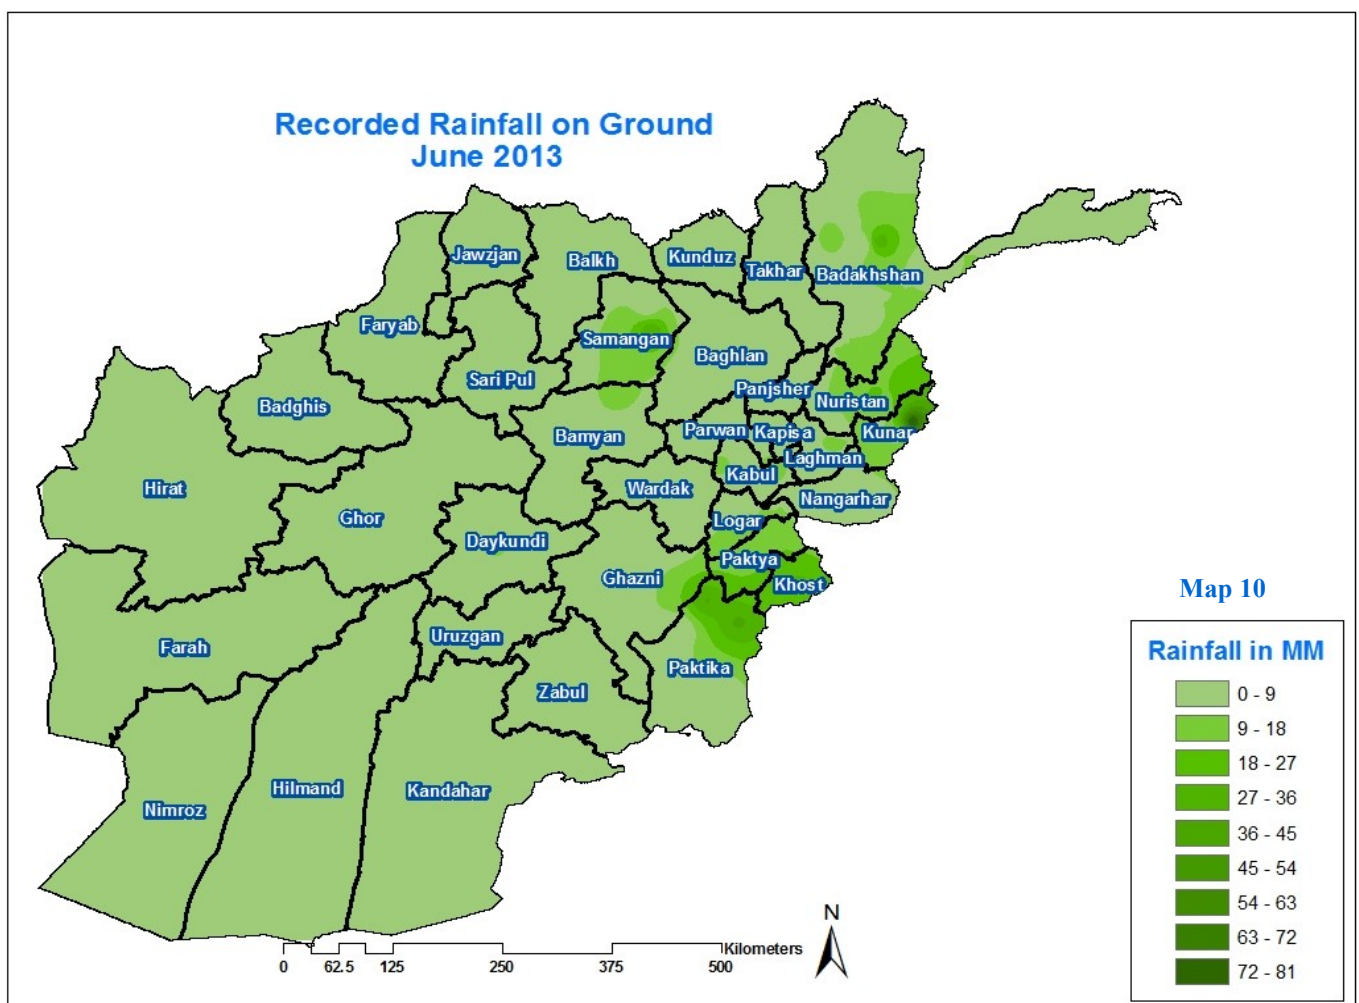 Recorded Rainfall on Ground
June 2013
Jawzjan
Balkh
Kunduz
Takhar
Badakhshan
Faryab
Samangan
Baghlan
Sari Pul
Panjsher
Badghis
Nuristan
Bamyan
Parwan
Kapisa
Kunar
Laghman
Kabul
Hirat
Wardak
Nangarhar
Ghor
Logar
Daykundi
Paktya
Ghazni
Khost
Uruzgan
Farah
Paktika
Zabul
Hilmand
Kandahar
Nimroz
Map 10
Rainfall in MM
0 - 9
9 - 18
18 - 27
27 - 36
36 - 45
45 - 54
54 - 63
63 - 72
72 - 81
N
Kilometers
0 62.5 125 250 375 500